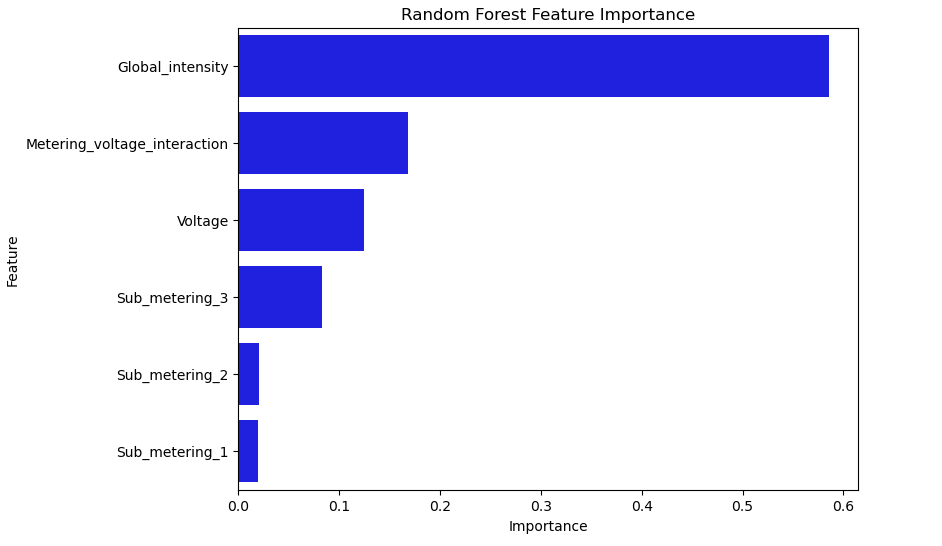 Random Forest Feature Importance
Feature
Global_intensity
Metering_voltage_interaction
Voltage
Sub_metering_3
Sub_metering_2
Sub_metering_1
0.0 0.1 0.2 0.3 0.4 0.5 0.6
Importance